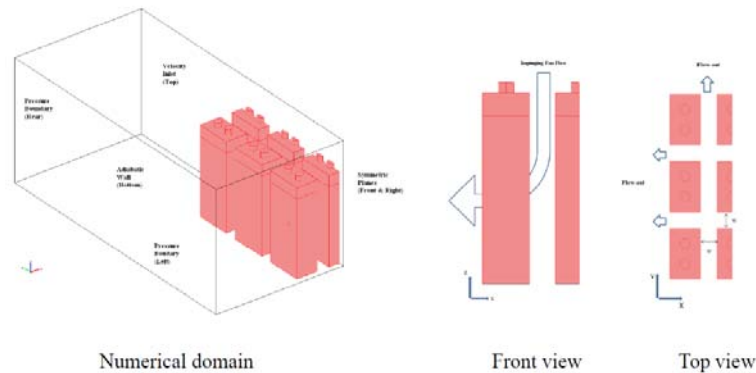 Velocity
Inlet
(Top)
Pressure
Boundary
(Rear)
Adiabatic
Wall
(Bottom)
Symmetric
Planes
(Front & Right)
Pressure
Boundary
(Left)
Numerical domain
Impinging Fan Flow
Z
X
Front view
Flow out
Flow out
W
W
Y
X
Top view